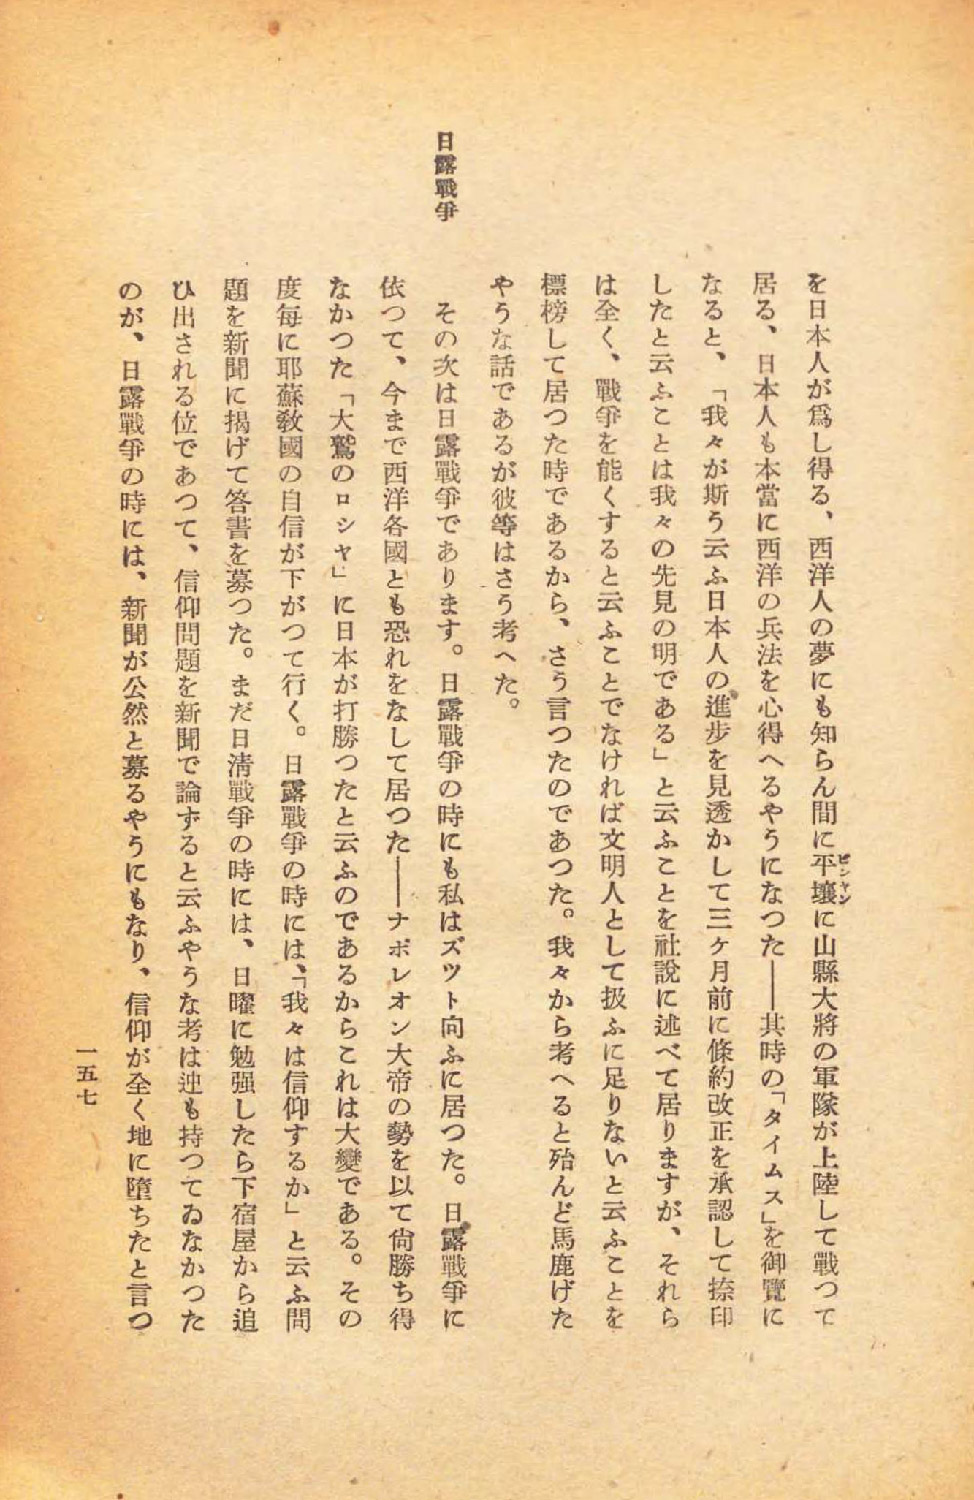 を日本人が爲し得る、西洋人の夢にも知らん間に平壤に山縣大將の軍隊が上陸して戰つて
ピンヤン
居る、日本人も本當に西洋の兵法を心得へるやうになつた――其時の「タイムス」を御覽に
なると、「我々が斯う云ふ日本人の進步を見透かして三ケ月前に條約改正を承認して捺印
したと云ふことは我々の先見の明である」と云ふことを社說に述べて居りますが、それら
は全く、戰爭を能くすると云ふことでなければ文明人として扱ふに足りないと云ふことを
標榜して居つた時であるから、さう言つたのであつた。我々から考へると殆んど馬鹿げた
やうな話であるが彼等はさう考へた。
日露戰爭
その次は日露戰爭であります。日露戰爭の時にも私はズツト向ふに居つた。日露戰爭に
依つて、今まで西洋各國とも恐れをなして居つた――ナポレオン大帝の勢を以て尙勝ち得
なかつた「大鷲のロシヤ」に日本が打勝つたと云ふのであるからこれは大變である。その
度每に耶蘇敎國の自信が下がつて行く。日露戰爭の時には、「我々は信仰するか」と云ふ問
題を新聞に揭げて答書を募つた。まだ日淸戰爭の時には、日曜に勉强したら下宿屋から追
ひ出される位であつて、信仰問題を新聞で論ずると云ふやうな考は迚も持つてゐなかつた
のが、日露戰爭の時には、新聞が公然と募るやうにもなり、信仰が全く地に墮ちたと言つ
一五七